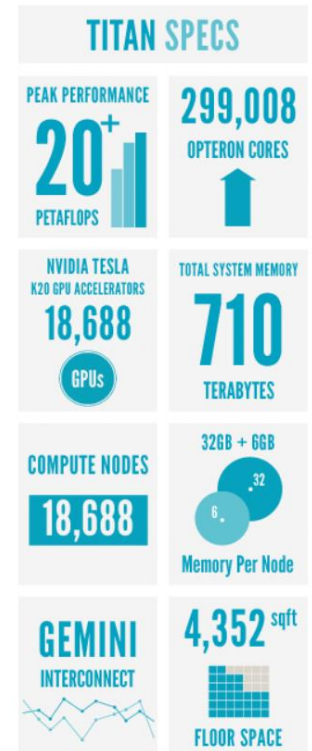 TITAN SPECS
PEAK PERFORMANCE
20+
PETAFLOPS
299,008
OPTERON CORES
NVIDIA TESLA
K20 GPU ACCELERATORS
18,688
GPUs
TOTAL SYSTEM MEMORY
710
TERABYTES
COMPUTE NODES
18,688
32GB + 6GB
32
6
Memory Per Node
GEMINI
INTERCONNECT
4,352 sqft
FLOOR SPACE